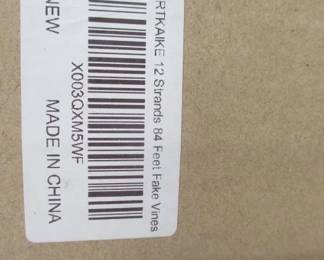 RTKAIKE 12 Strands 84 Feet Fake Vines
X003QXM5WF
NEW
MADE IN CHINA